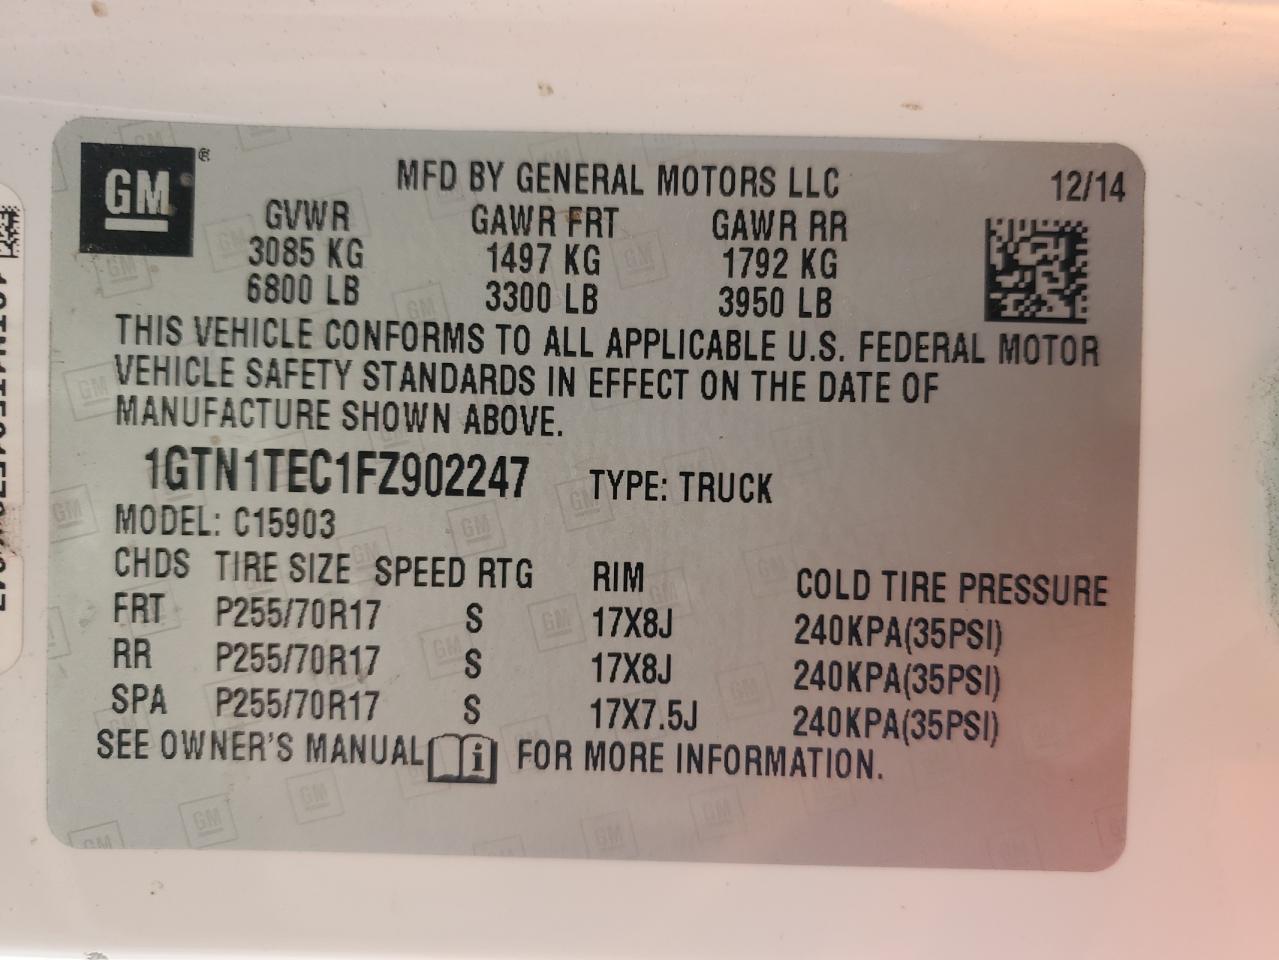 GM ®
MFD BY GENERAL MOTORS LLC 12/14
GVWR GAWR FRT GAWR RR
3085 KG 1497 KG 1792 KG
6800 LB 3300 LB 3950 LB
THIS VEHICLE CONFORMS TO ALL APPLICABLE U.S. FEDERAL MOTOR
VEHICLE SAFETY STANDARDS IN EFFECT ON THE DATE OF
MANUFACTURE SHOWN ABOVE.
1GTN1TEC1FZ902247 TYPE: TRUCK
MODEL: C15903
CHDS TIRE SIZE SPEED RTG RIM COLD TIRE PRESSURE
FRT P255/70R17 S 17X8J 240KPA(35PSI)
RR P255/70R17 S 17X8J 240KPA(35PSI)
SPA P255/70R17 S 17X7.5J 240KPA(35PSI)
SEE OWNER'S MANUAL i FOR MORE INFORMATION.